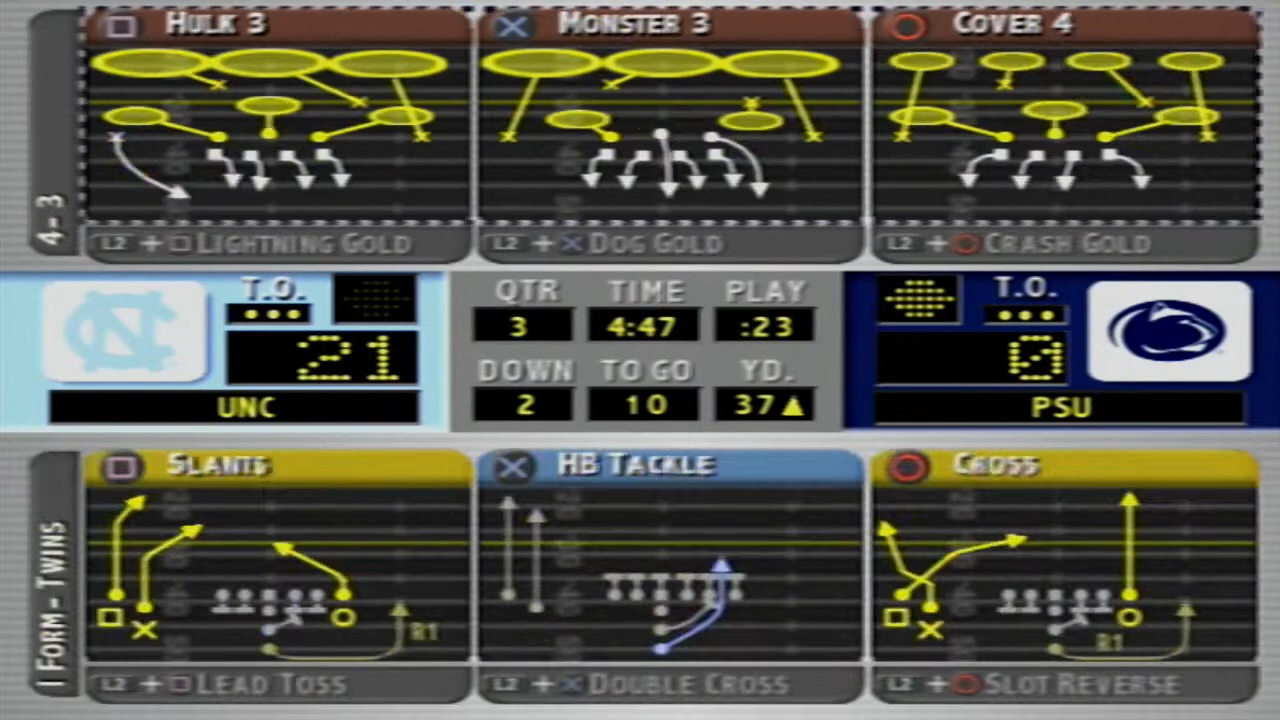 HULK 3
MONSTER 3
COVER 4
4-3
L2 + LIGHTNING GOLD
L2 + DOG GOLD
L2 + CRASH GOLD
NC
T.O.
21
UNC
QTR TIME PLAY
3 4:47 :23
DOWN TO GO YD.
2 10 37
T.O.
0
PSU
SLANTS
HB TACKLE
CROSS
I FORM - TWINS
R1
R1
L2 + LEAD TOSS
L2 + DOUBLE CROSS
L2 + SLOT REVERSE